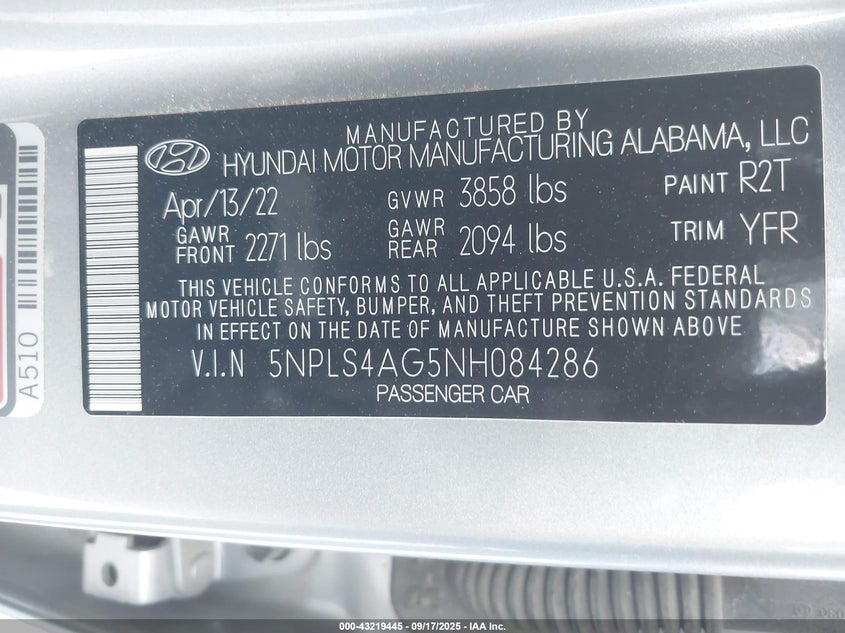 MANUFACTURED BY
HYUNDAI MOTOR MANUFACTURING ALABAMA, LLC
Apr/13/22 GVWR 3858 lbs PAINT R2T
GAWR FRONT 2271 lbs GAWR REAR 2094 lbs TRIM YFR
THIS VEHICLE CONFORMS TO ALL APPLICABLE U.S.A. FEDERAL
MOTOR VEHICLE SAFETY, BUMPER, AND THEFT PREVENTION STANDARDS
IN EFFECT ON THE DATE OF MANUFACTURE SHOWN ABOVE
V.I.N 5NPLS4AG5NH084286
PASSENGER CAR
A510
000-43219445 - 09/17/2025 - IAA Inc.